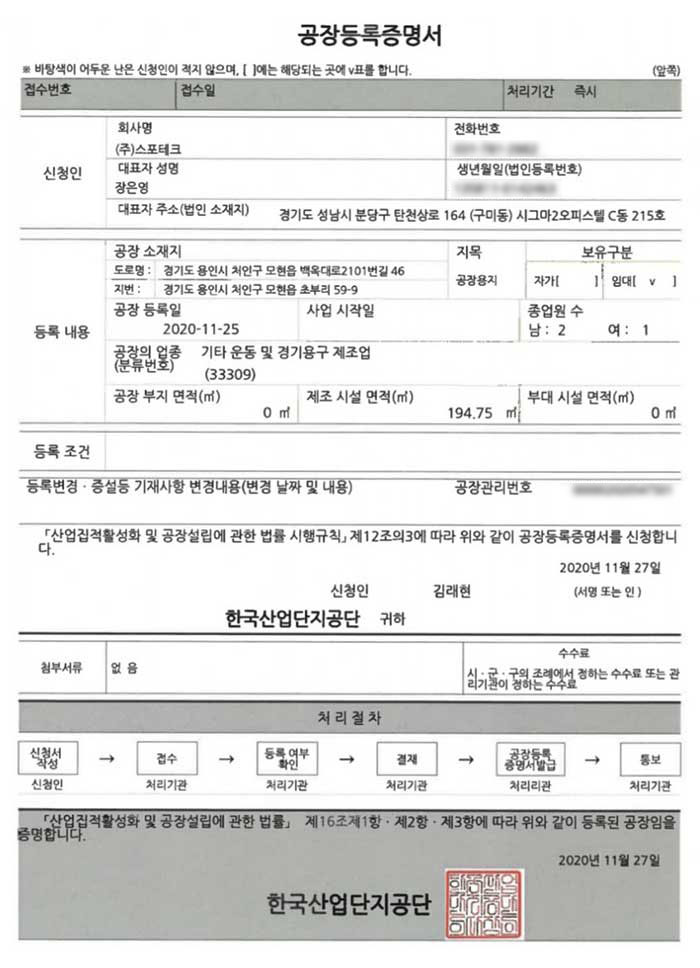 공장등록증명서
※ 바탕색이 어두운 난은 신청인이 적지 않으며, [ ]에는 해당되는 곳에 v표를 합니다. (앞쪽)
접수번호 접수일 처리기간 즉시
신청인
회사명 전화번호
(주)스포테크
대표자 성명 생년월일(법인등록번호)
장은영
대표자 주소(법인 소재지) 경기도 성남시 분당구 탄천상로 164 (구미동) 시그마2오피스텔 C동 215호
등록 내용
공장 소재지 지목 보유구분
도로명 : 경기도 용인시 처인구 모현읍 백옥대로2101번길 46 공장용지 자가[ ] 임대[ v ]
지번 : 경기도 용인시 처인구 모현읍 초부리 59-9
공장 등록일 사업 시작일 종업원 수
2020-11-25 남 : 2 여 : 1
공장의 업종 기타 운동 및 경기용구 제조업
(분류번호) (33309)
공장 부지 면적(㎡) 제조 시설 면적(㎡) 부대 시설 면적(㎡)
0 ㎡ 194.75 ㎡ 0 ㎡
등록 조건
등록변경ㆍ증설등 기재사항 변경내용(변경 날짜 및 내용) 공장관리번호
「산업집적활성화 및 공장설립에 관한 법률 시행규칙」제12조의3에 따라 위와 같이 공장등록증명서를 신청합니
다.
2020년 11월 27일
신청인 김래현 (서명 또는 인 )
한국산업단지공단 귀하
첨부서류 없 음 수수료
시ㆍ군ㆍ구의 조례에서 정하는 수수료 또는 관
리기관이 정하는 수수료
처 리 절 차
신청서 작성 → 접수 → 등록 여부 확인 → 결재 → 공장등록 증명서발급 → 통보
신청인 처리기관 처리기관 처리기관 처리리관 처리기관
「산업집적활성화 및 공장설립에 관한 법률」 제16조제1항ㆍ제2항ㆍ제3항에 따라 위와 같이 등록된 공장임을
증명합니다.
2020년 11월 27일
한국산업단지공단